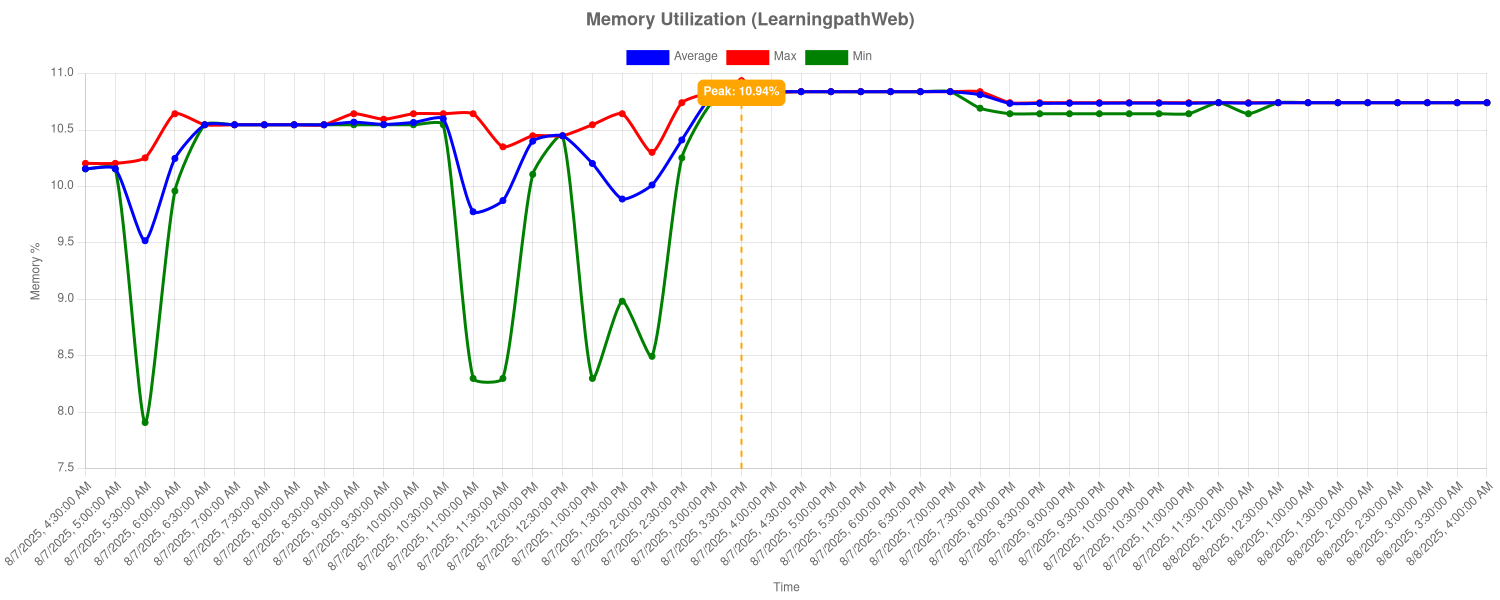 Memory Utilization (LearningpathWeb)
Average Max Min
11.0
10.5
10.0
9.5
9.0
8.5
8.0
7.5
Memory %
Peak: 10.94%
8/7/2025, 4:30:00 AM
8/7/2025, 5:00:00 AM
8/7/2025, 5:30:00 AM
8/7/2025, 6:00:00 AM
8/7/2025, 6:30:00 AM
8/7/2025, 7:00:00 AM
8/7/2025, 7:30:00 AM
8/7/2025, 8:00:00 AM
8/7/2025, 8:30:00 AM
8/7/2025, 9:00:00 AM
8/7/2025, 9:30:00 AM
8/7/2025, 10:00:00 AM
8/7/2025, 10:30:00 AM
8/7/2025, 11:00:00 AM
8/7/2025, 11:30:00 AM
8/7/2025, 12:00:00 PM
8/7/2025, 12:30:00 PM
8/7/2025, 1:00:00 PM
8/7/2025, 1:30:00 PM
8/7/2025, 2:00:00 PM
8/7/2025, 2:30:00 PM
8/7/2025, 3:00:00 PM
8/7/2025, 3:30:00 PM
8/7/2025, 4:00:00 PM
8/7/2025, 4:30:00 PM
8/7/2025, 5:00:00 PM
8/7/2025, 5:30:00 PM
8/7/2025, 6:00:00 PM
8/7/2025, 6:30:00 PM
8/7/2025, 7:00:00 PM
8/7/2025, 7:30:00 PM
8/7/2025, 8:00:00 PM
8/7/2025, 8:30:00 PM
8/7/2025, 9:00:00 PM
8/7/2025, 9:30:00 PM
8/7/2025, 10:00:00 PM
8/7/2025, 10:30:00 PM
8/7/2025, 11:00:00 PM
8/7/2025, 11:30:00 PM
8/8/2025, 12:00:00 AM
8/8/2025, 12:30:00 AM
8/8/2025, 1:00:00 AM
8/8/2025, 1:30:00 AM
8/8/2025, 2:00:00 AM
8/8/2025, 2:30:00 AM
8/8/2025, 3:00:00 AM
8/8/2025, 3:30:00 AM
8/8/2025, 4:00:00 AM
Time